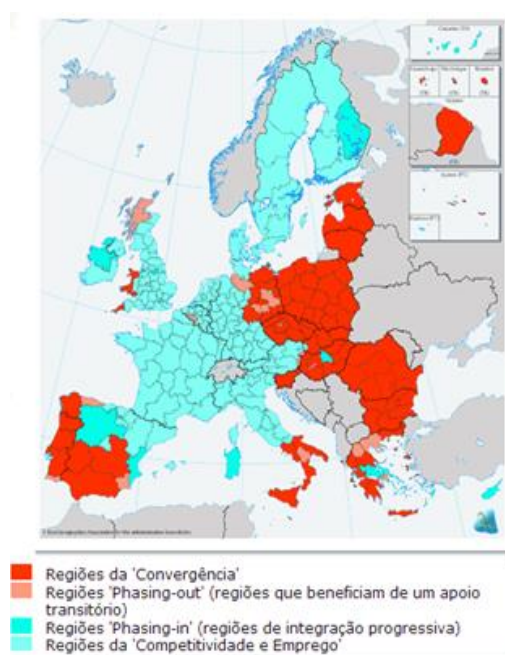 Regiões da 'Convergência'
Regiões 'Phasing-out' (regiões que beneficiam de um apoio
transitório)
Regiões 'Phasing-in' (regiões de integração progressiva)
Regiões da 'Competitividade e Emprego'